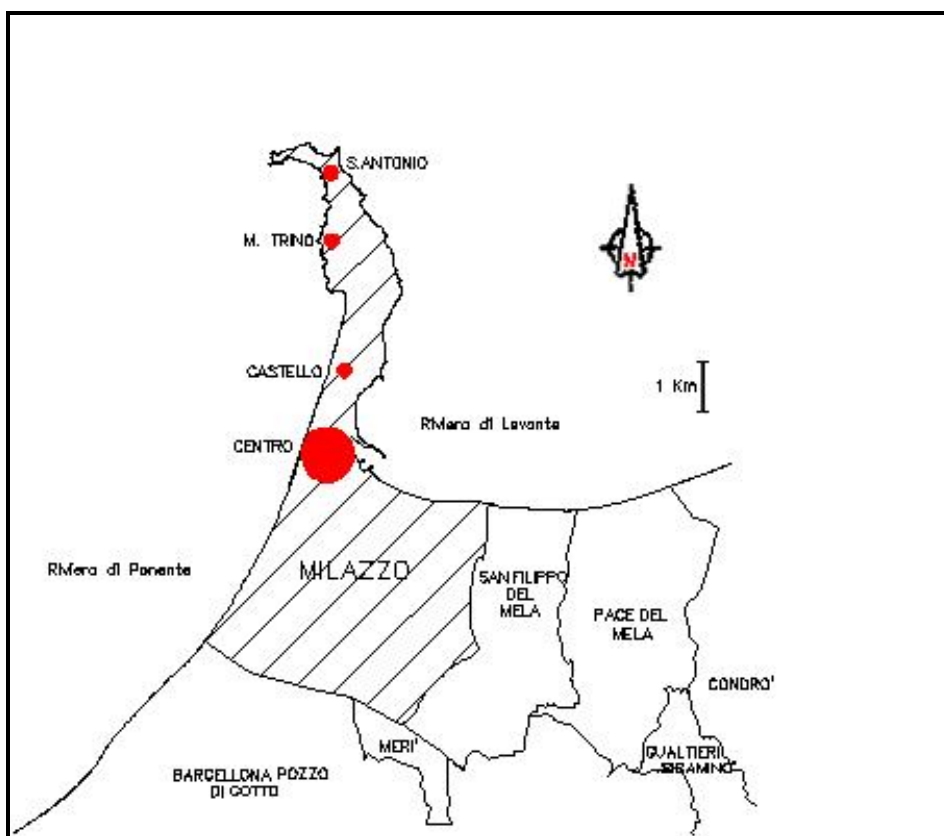 S.ANTONIO
M. TRINO
N
CASTELLO
1 Km
Riviera di Levante
CENTRO
Riviera di Ponente
MILAZZO
SAN FILIPPO
DEL
MELA
PACE DEL
MELA
CONDRO'
MERI'
GUALTIERI
SICAMINO'
BARCELLONA POZZO
DI GOTTO